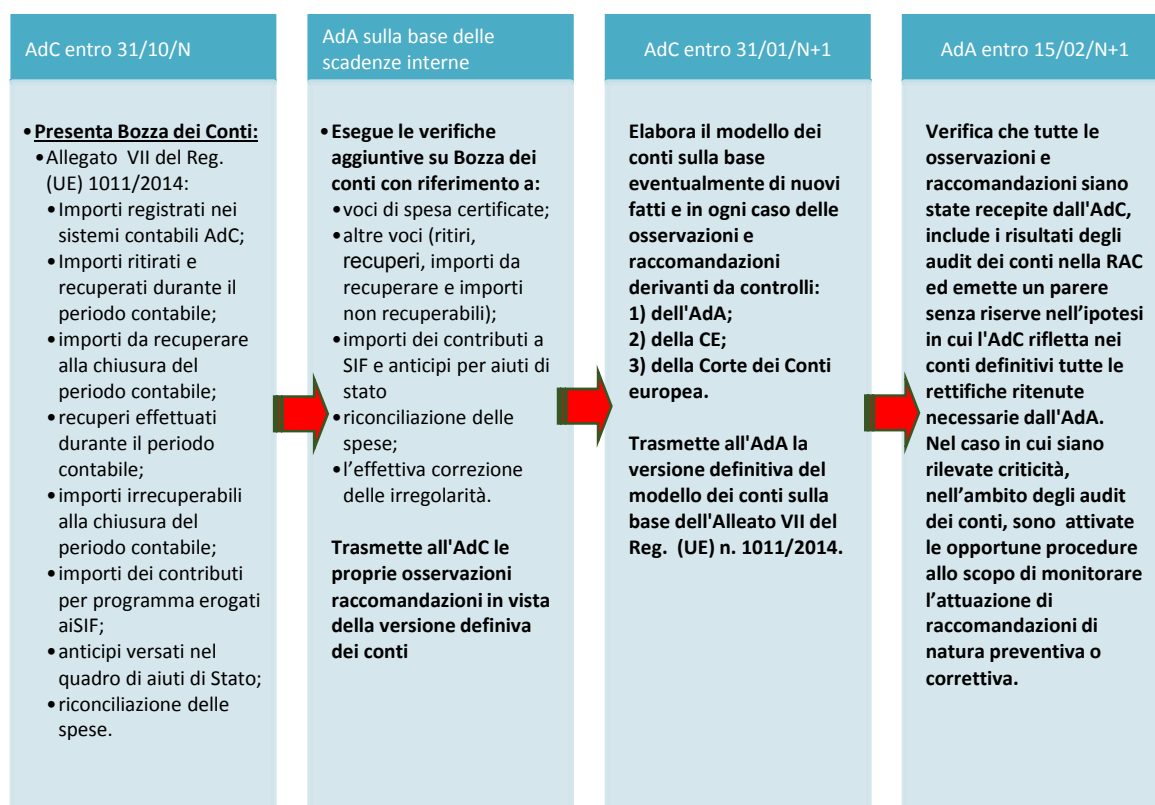 AdC entro 31/10/N
•Presenta Bozza dei Conti:
•Allegato VII del Reg.
(UE) 1011/2014:
•Importi registrati nei
sistemi contabili AdC;
•Importi ritirati e
recuperati durante il
periodo contabile;
•importi da recuperare
alla chiusura del
periodo contabile;
•recuperi effettuati
durante il periodo
contabile;
•importi irrecuperabili
alla chiusura del
periodo contabile;
•importi dei contributi
per programma erogati
aiSIF;
•anticipi versati nel
quadro di aiuti di Stato;
•riconciliazione delle
spese.
AdA sulla base delle
scadenze interne
•Esegue le verifiche
aggiuntive su Bozza dei
conti con riferimento a:
•voci di spesa certificate;
•altre voci (ritiri,
recuperi, importi da
recuperare e importi
non recuperabili);
•importi dei contributi a
SIF e anticipi per aiuti di
stato
•riconciliazione delle
spese;
•l’effettiva correzione
delle irregolarità.
Trasmette all'AdC le
proprie osservazioni
raccomandazioni in vista
della versione definiva
dei conti
AdC entro 31/01/N+1
Elabora il modello dei
conti sulla base
eventualmente di nuovi
fatti e in ogni caso delle
osservazioni e
raccomandazioni
derivanti da controlli:
1) dell'AdA;
2) della CE;
3) della Corte dei Conti
europea.
Trasmette all'AdA la
versione definitiva del
modello dei conti sulla
base dell'Alleato VII del
Reg. (UE) n. 1011/2014.
AdA entro 15/02/N+1
Verifica che tutte le
osservazioni e
raccomandazioni siano
state recepite dall'AdC,
include i risultati degli
audit dei conti nella RAC
ed emette un parere
senza riserve nell’ipotesi
in cui l'AdC rifletta nei
conti definitivi tutte le
rettifiche ritenute
necessarie dall'AdA.
Nel caso in cui siano
rilevate criticità,
nell’ambito degli audit
dei conti, sono attivate
le opportune procedure
allo scopo di monitorare
l’attuazione di
raccomandazioni di
natura preventiva o
correttiva.